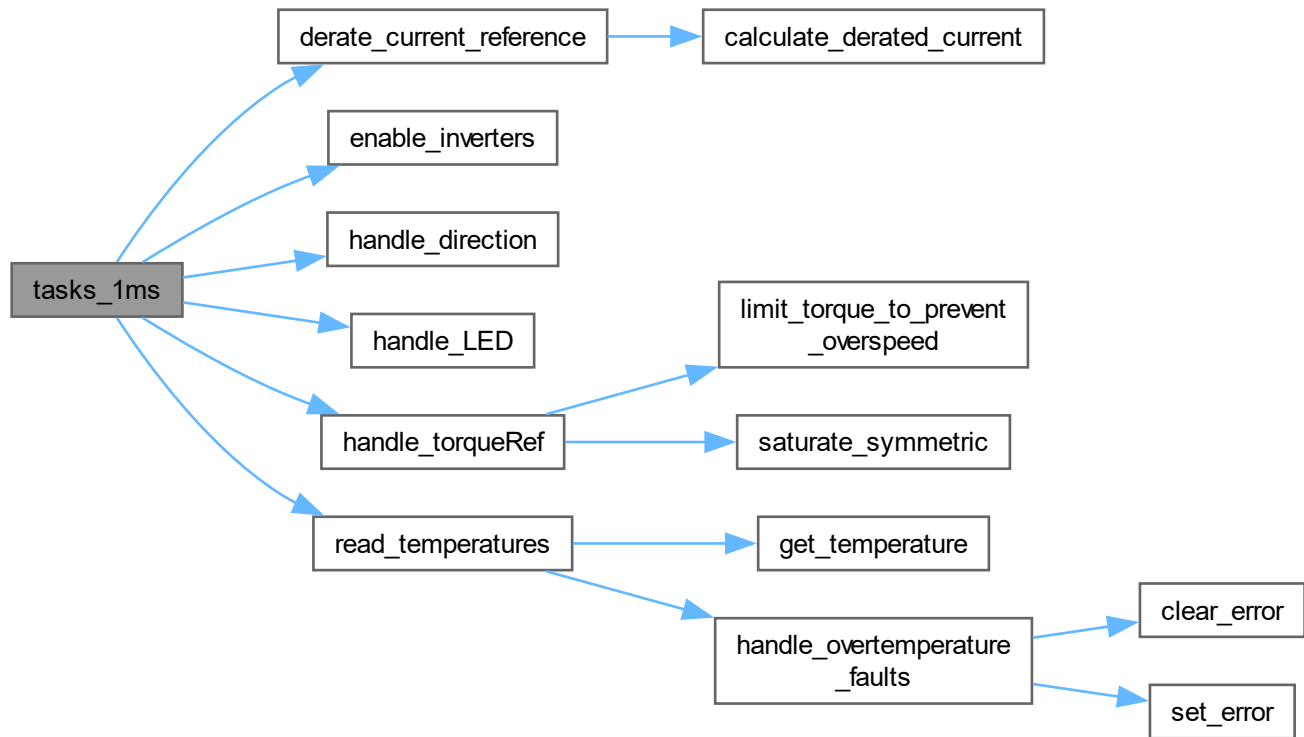 derate_current_reference
calculate_derated_current
enable_inverters
handle_direction
tasks_1ms
limit_torque_to_prevent
_overspeed
handle_LED
handle_torqueRef
saturate_symmetric
read_temperatures
get_temperature
clear_error
handle_overtemperature
_faults
set_error